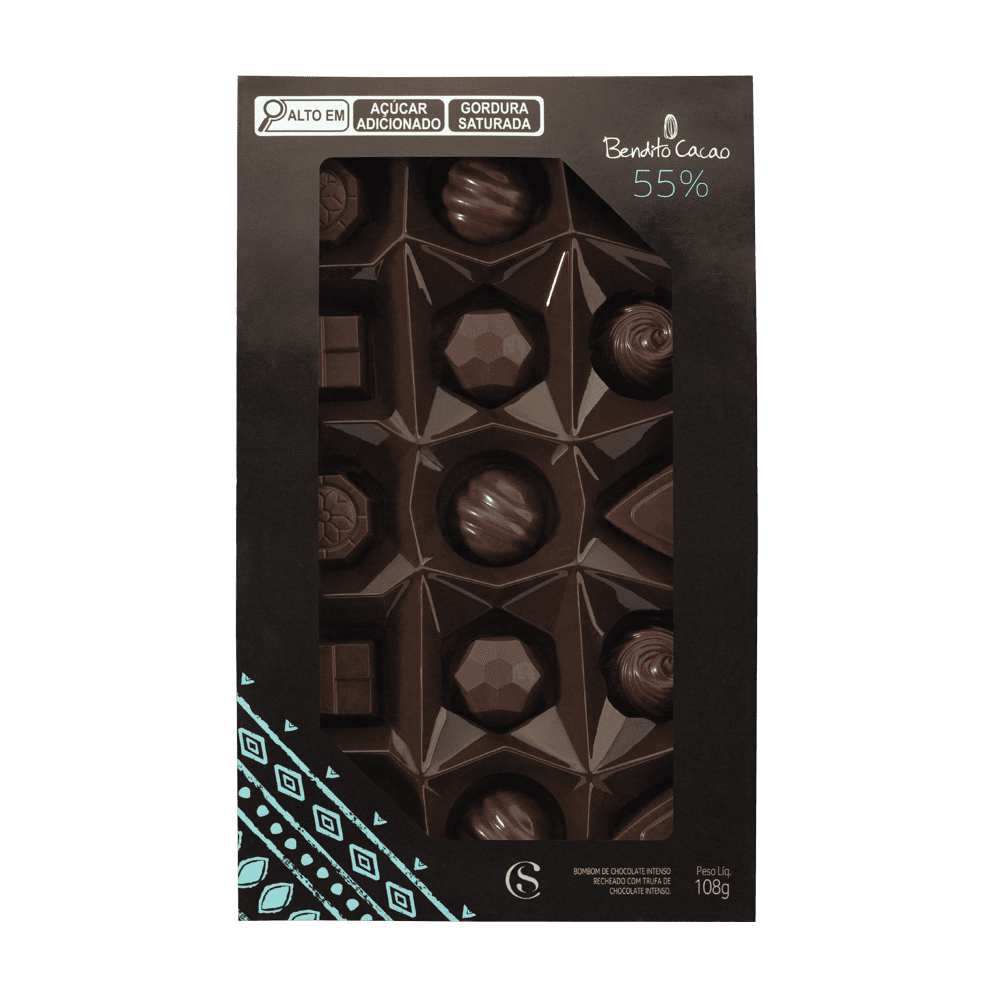 ALTO EM
AÇÚCAR
ADICIONADO
GORDURA
SATURADA
Bendito Cacao
55%
CS
BOMBOM DE CHOCOLATE INTENSO
RECHEADO COM TRUFA DE
CHOCOLATE INTENSO.
Peso Líq.
108g